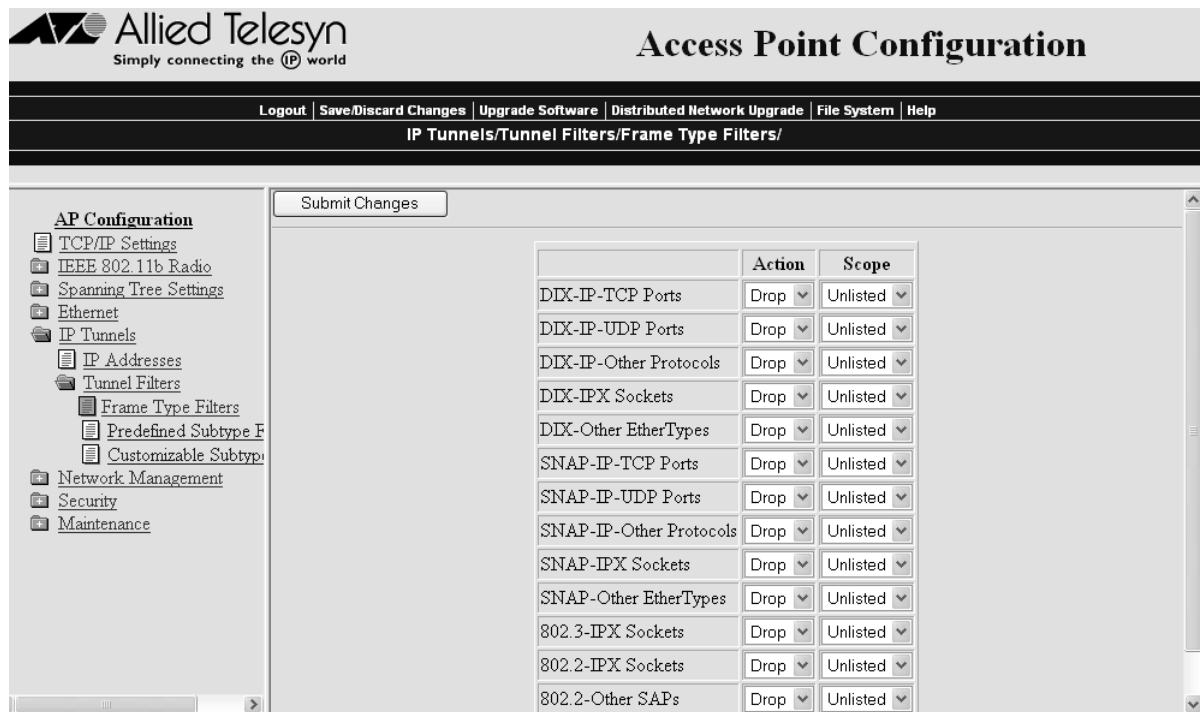 Allied Telesyn
Simply connecting the IP world
Access Point Configuration
Logout | Save/Discard Changes | Upgrade Software | Distributed Network Upgrade | File System | Help
IP Tunnels/Tunnel Filters/Frame Type Filters/
AP Configuration
TCP/IP Settings
IEEE 802.11b Radio
Spanning Tree Settings
Ethernet
IP Tunnels
IP Addresses
Tunnel Filters
Frame Type Filters
Predefined Subtype F
Customizable Subtyp
Network Management
Security
Maintenance
Submit Changes
Action Scope
DIX-IP-TCP Ports Drop Unlisted
DIX-IP-UDP Ports Drop Unlisted
DIX-IP-Other Protocols Drop Unlisted
DIX-IPX Sockets Drop Unlisted
DIX-Other EtherTypes Drop Unlisted
SNAP-IP-TCP Ports Drop Unlisted
SNAP-IP-UDP Ports Drop Unlisted
SNAP-IP-Other Protocols Drop Unlisted
SNAP-IPX Sockets Drop Unlisted
SNAP-Other EtherTypes Drop Unlisted
802.3-IPX Sockets Drop Unlisted
802.2-IPX Sockets Drop Unlisted
802.2-Other SAPs Drop Unlisted